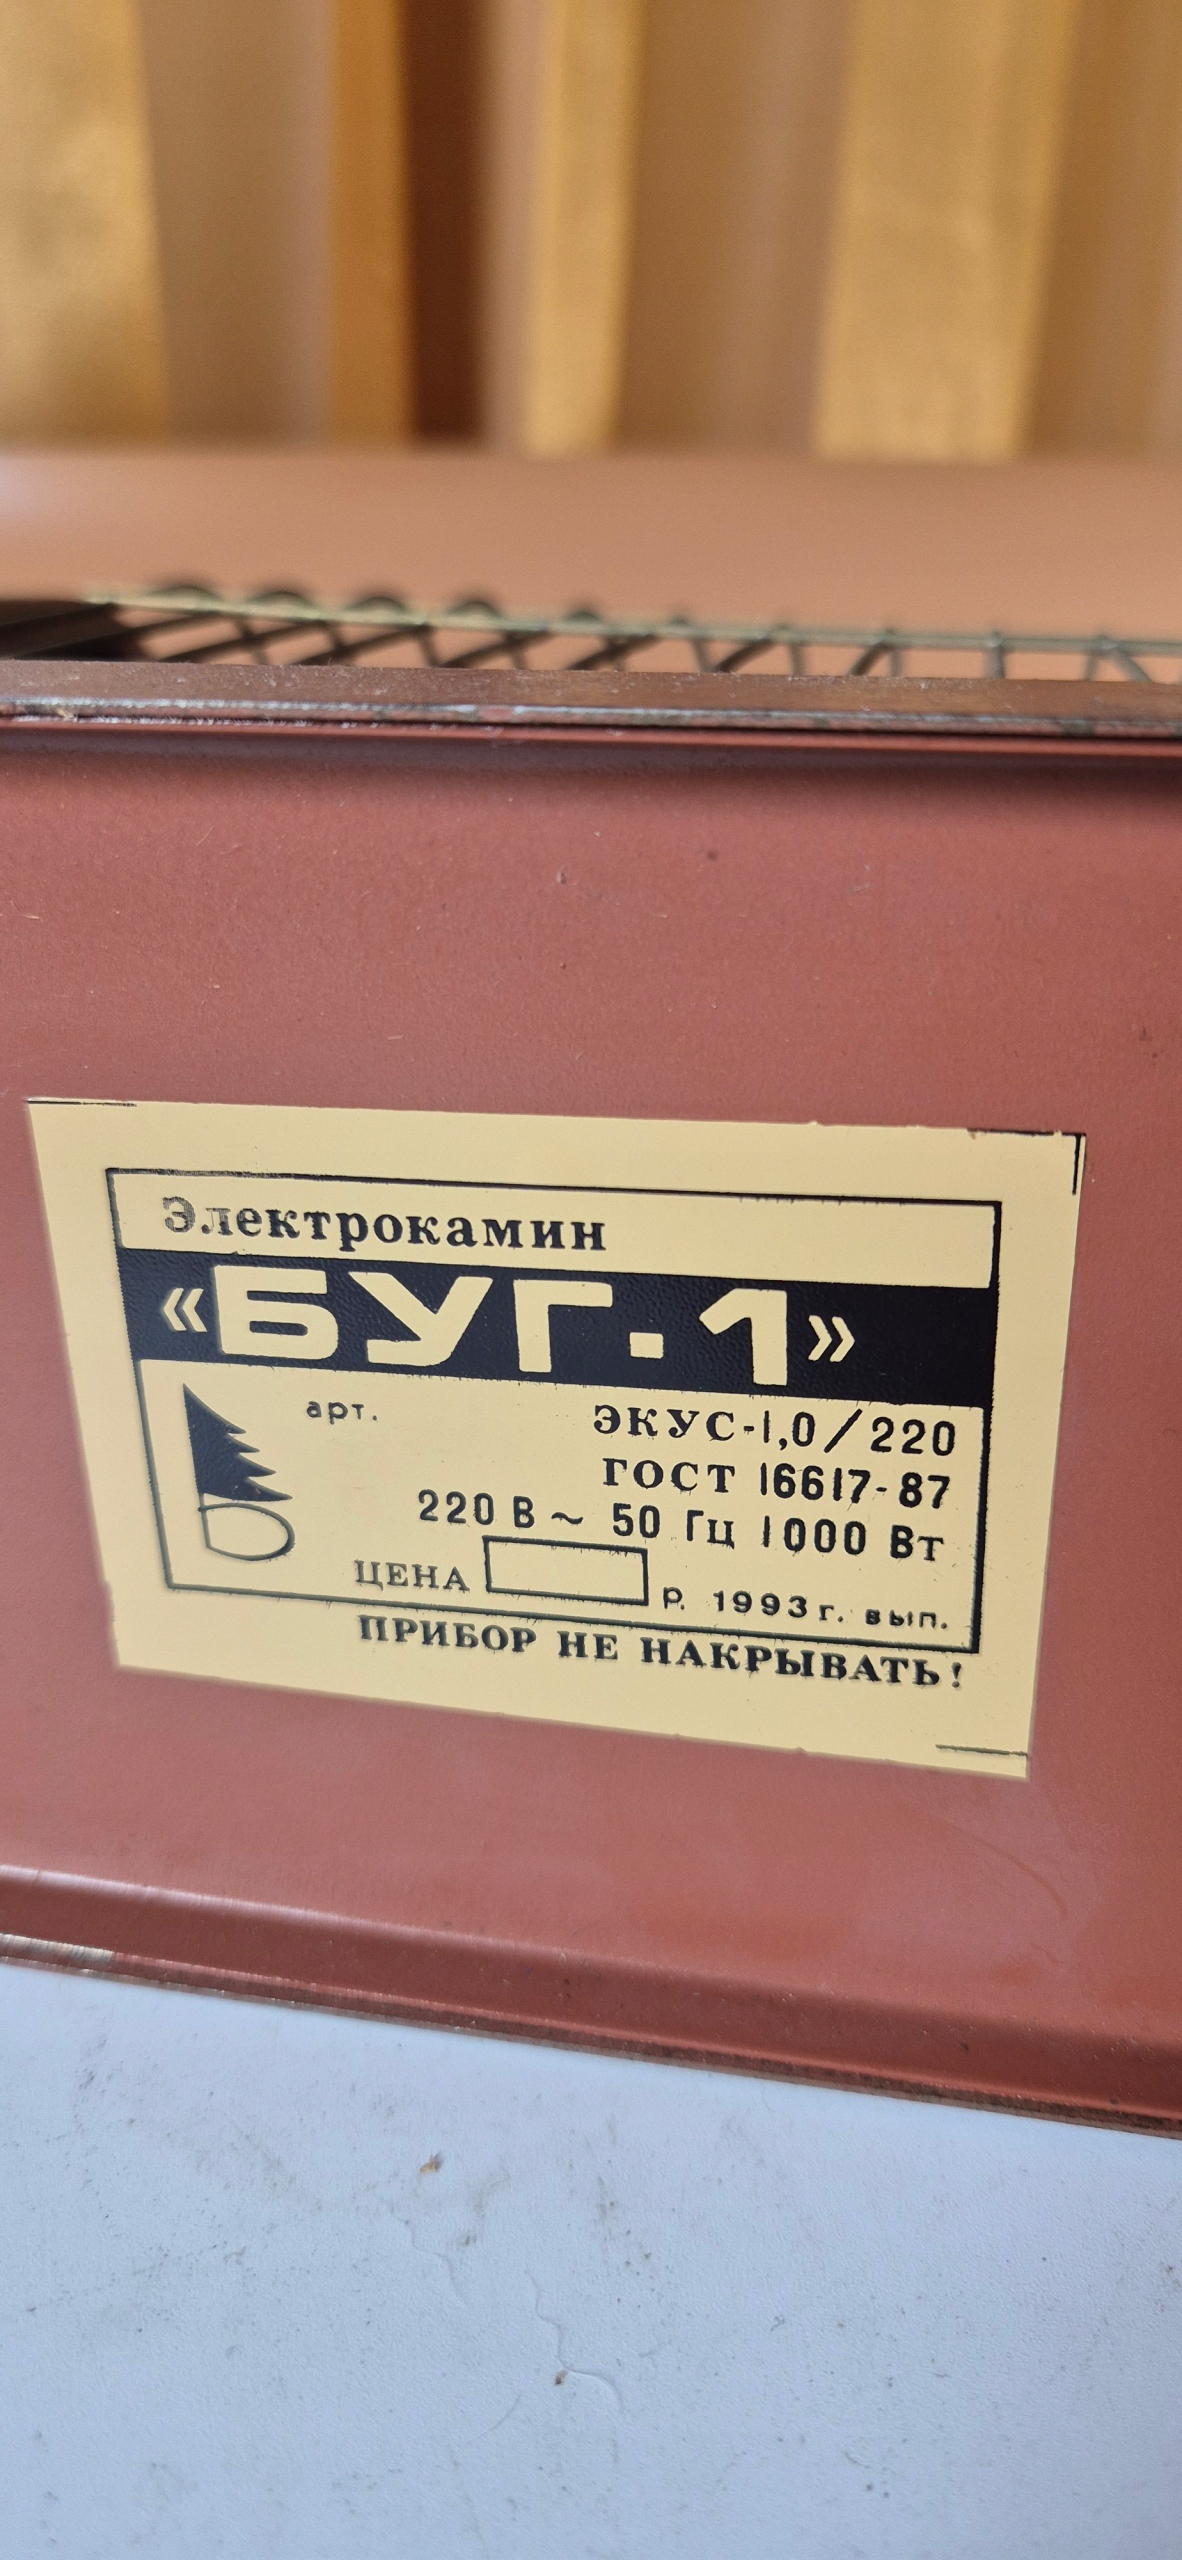 Электрокамин
«БУГ·1»
арт.
ЭКУС-1,0/220
ГОСТ 16617-87
220 В ~ 50 Гц 1000 Вт
ЦЕНА р. 1993 г. вып.
ПРИБОР НЕ НАКРЫВАТЬ!